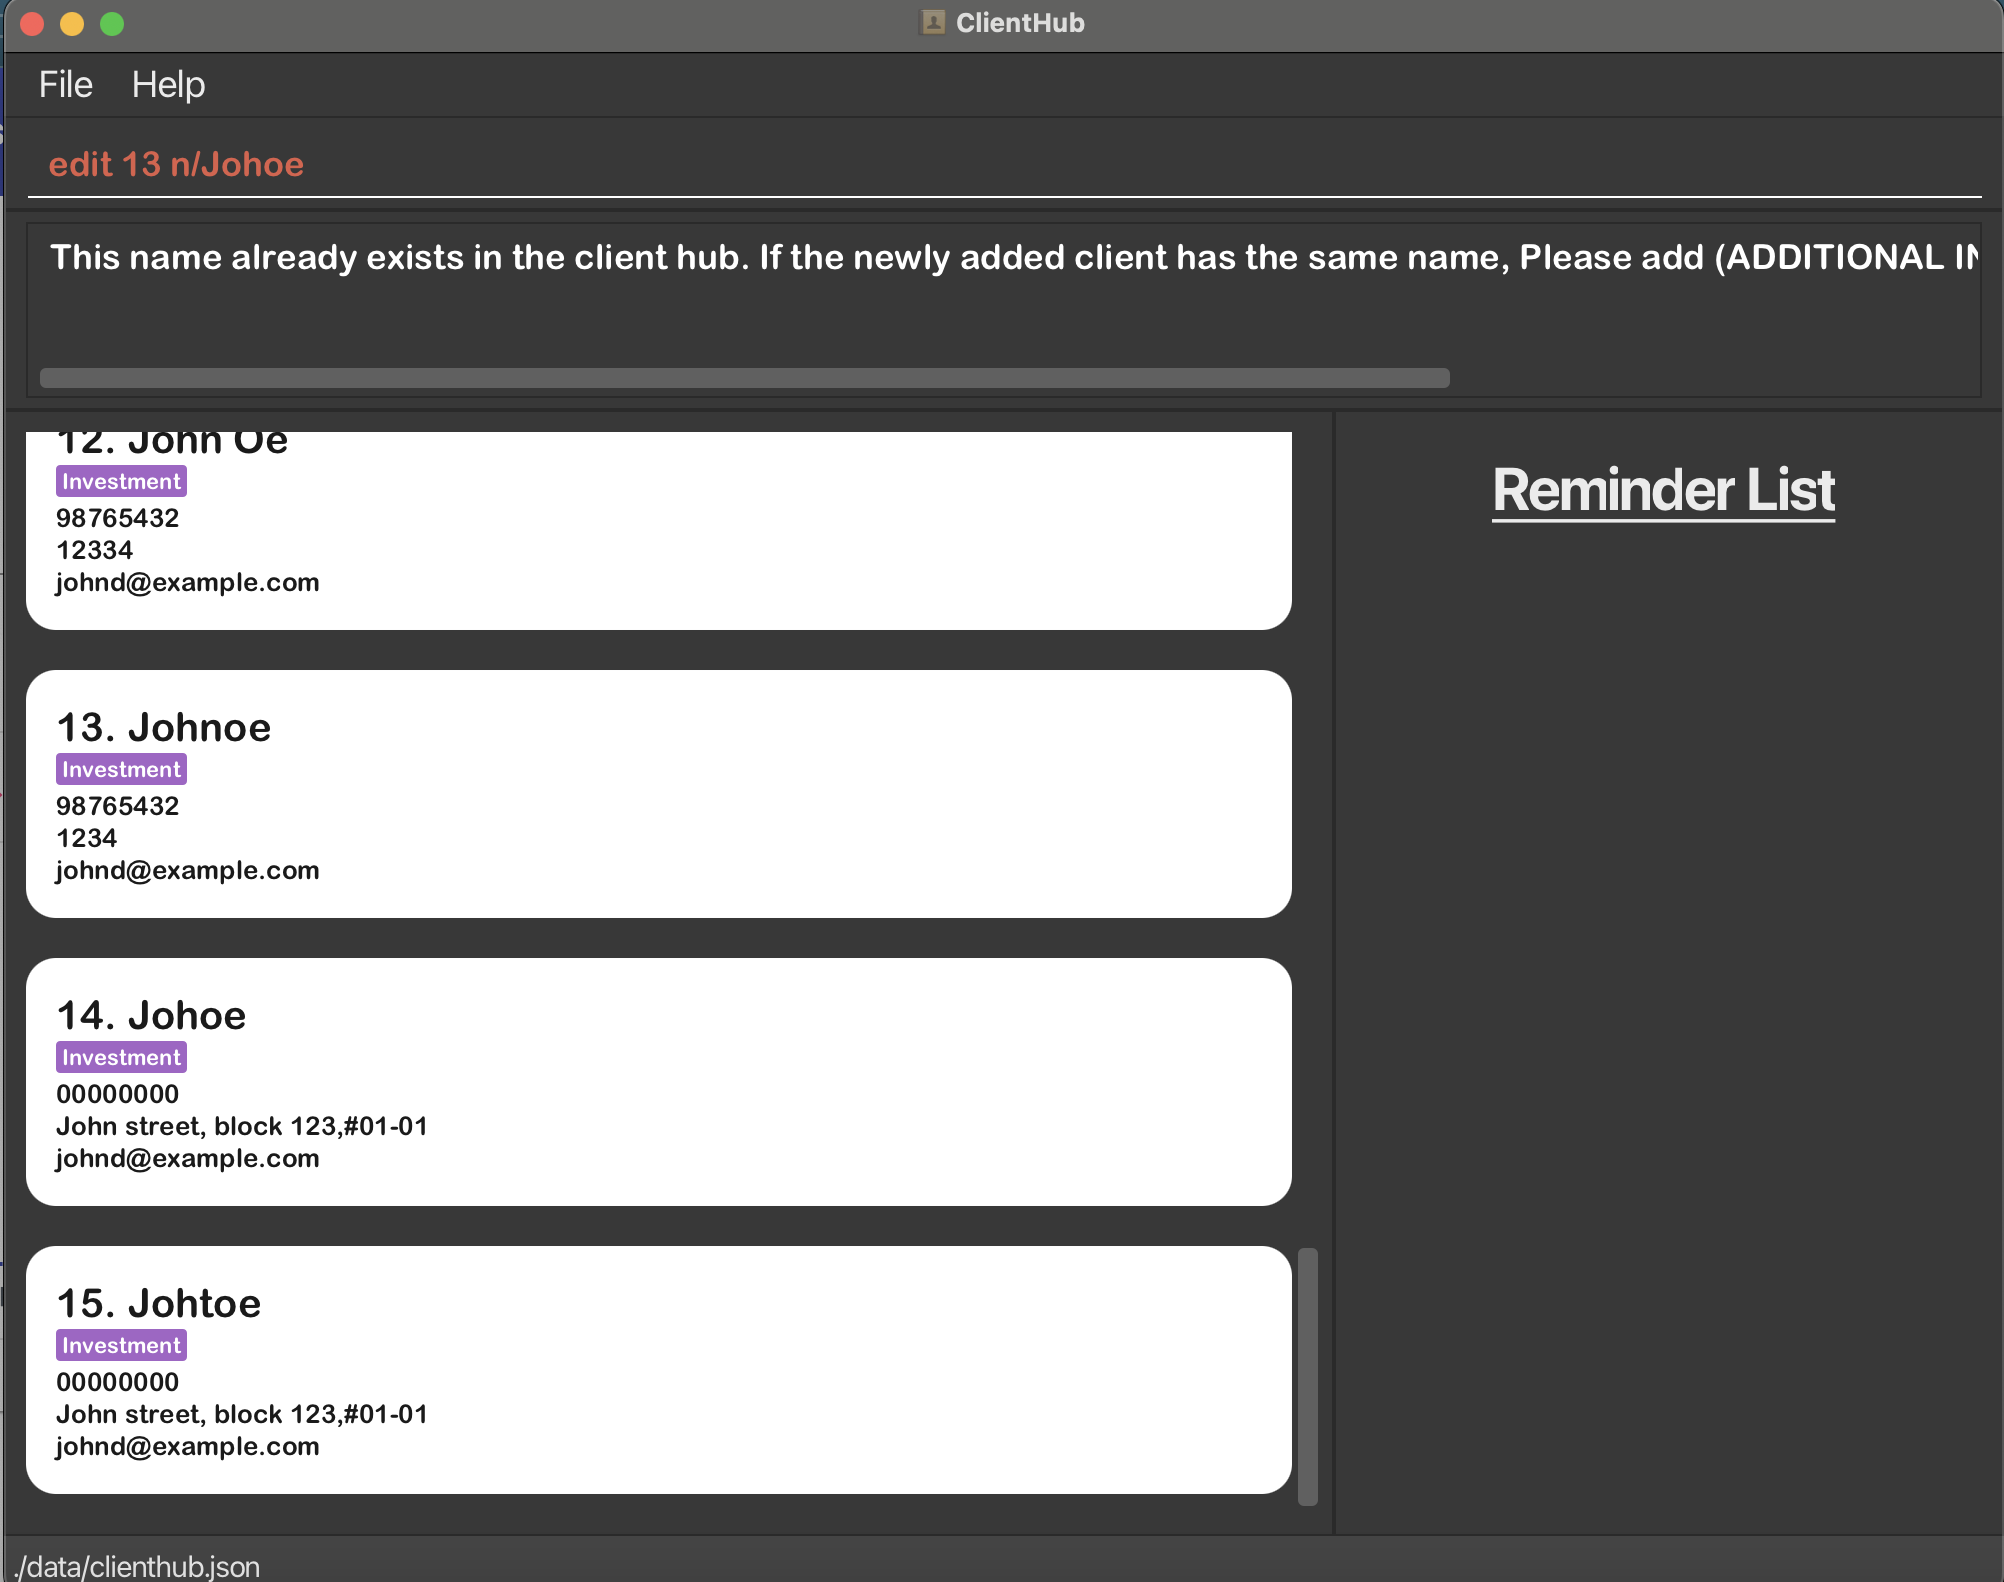 ClientHub
File Help
edit 13 n/Johoe
This name already exists in the client hub. If the newly added client has the same name, Please add (ADDITIONAL
12. John Oe
Investment
98765432
12334
johnd@example.com
13. Johnoe
Investment
98765432
1234
johnd@example.com
14. Johoe
Investment
00000000
John street, block 123,#01-01
johnd@example.com
15. Johtoe
Investment
00000000
John street, block 123,#01-01
johnd@example.com
Reminder List
./data/clienthub.json